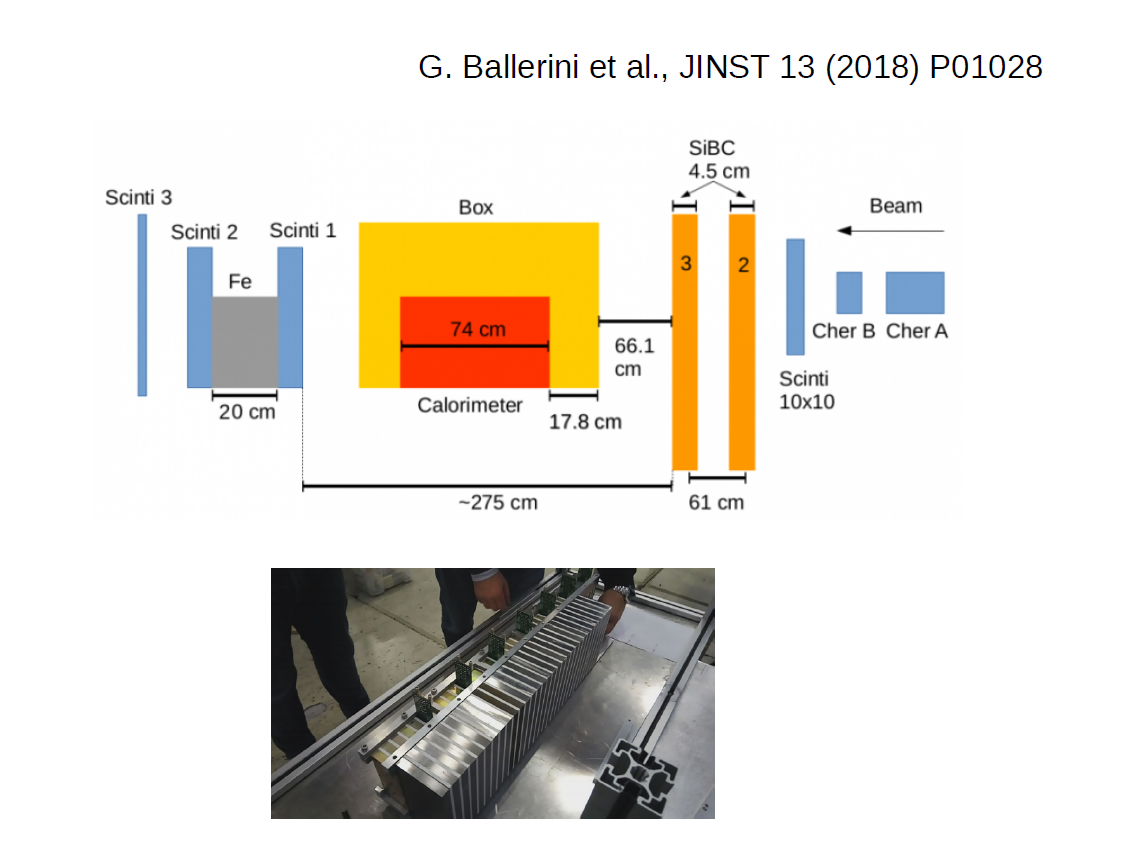 G. Ballerini et al., JINST 13 (2018) P01028
SiBC
4.5 cm
Scinti 3
Box
Beam
Scinti 2
Scinti 1
3
2
Fe
74 cm
Cher B
Cher A
66.1
cm
Scinti
10x10
20 cm
Calorimeter
17.8 cm
~275 cm
61 cm